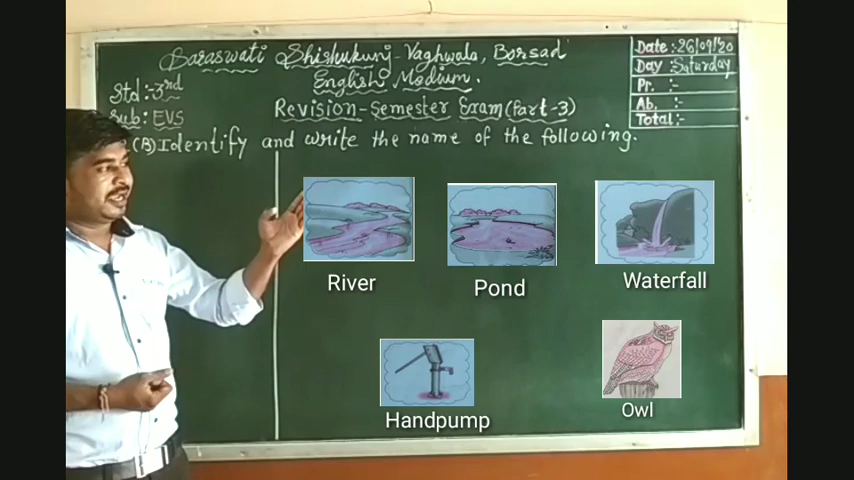 Saraswati Shishukunj-Vaghwala, Borsad
English Medium.
Date :- 26/09/'20
Day :- Saturday
Pr. :-
Ab. :-
Total :-
Std :- 3rd
Sub: EVS
Revision-Semester Exam (Part-3)
(B) Identify and write the name of the following.
River
Pond
Waterfall
Handpump
Owl